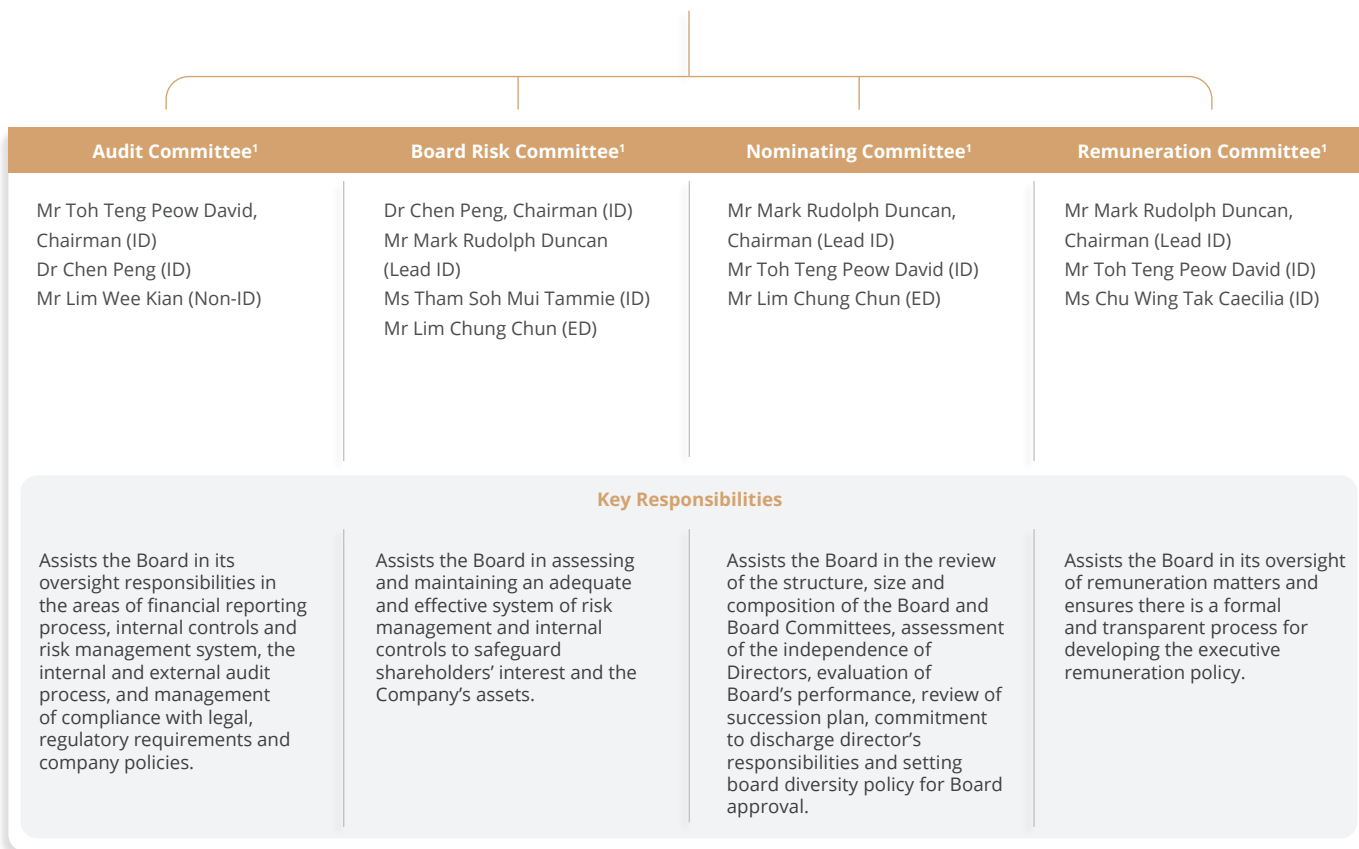 Audit Committee¹
Mr Toh Teng Peow David,
Chairman (ID)
Dr Chen Peng (ID)
Mr Lim Wee Kian (Non-ID)
Board Risk Committee¹
Dr Chen Peng, Chairman (ID)
Mr Mark Rudolph Duncan
(Lead ID)
Ms Tham Soh Mui Tammie (ID)
Mr Lim Chung Chun (ED)
Nominating Committee¹
Mr Mark Rudolph Duncan,
Chairman (Lead ID)
Mr Toh Teng Peow David (ID)
Mr Lim Chung Chun (ED)
Remuneration Committee¹
Mr Mark Rudolph Duncan,
Chairman (Lead ID)
Mr Toh Teng Peow David (ID)
Ms Chu Wing Tak Caecilia (ID)
Key Responsibilities
Assists the Board in its
oversight responsibilities in
the areas of financial reporting
process, internal controls and
risk management system, the
internal and external audit
process, and management
of compliance with legal,
regulatory requirements and
company policies.
Assists the Board in assessing
and maintaining an adequate
and effective system of risk
management and internal
controls to safeguard
shareholders’ interest and the
Company’s assets.
Assists the Board in the review
of the structure, size and
composition of the Board and
Board Committees, assessment
of the independence of
Directors, evaluation of
Board’s performance, review of
succession plan, commitment
to discharge director’s
responsibilities and setting
board diversity policy for Board
approval.
Assists the Board in its oversight
of remuneration matters and
ensures there is a formal
and transparent process for
developing the executive
remuneration policy.